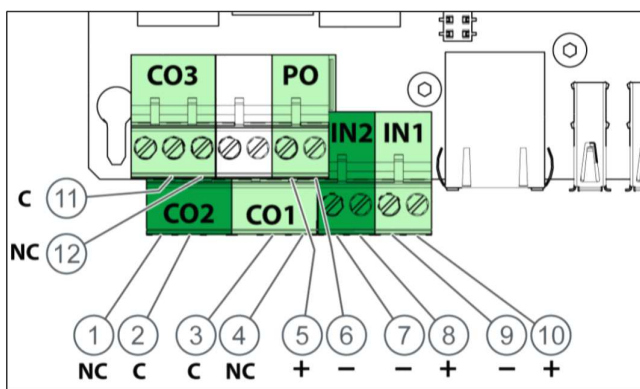 CO3 PO
IN2 IN1
C 11
CO2 CO1
NC 12
1 2 3 4 5 6 7 8 9 10
NC C C NC + − − + − +